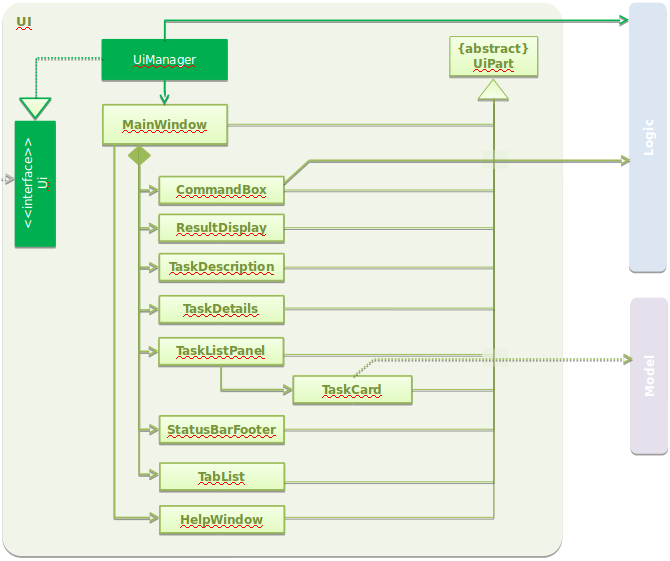 UI
UiManager
{abstract}
UiPart
MainWindow
<<interface>>
Ui
Logic
CommandBox
ResultDisplay
TaskDescription
TaskDetails
TaskListPanel
TaskCard
Model
StatusBarFooter
TabList
HelpWindow